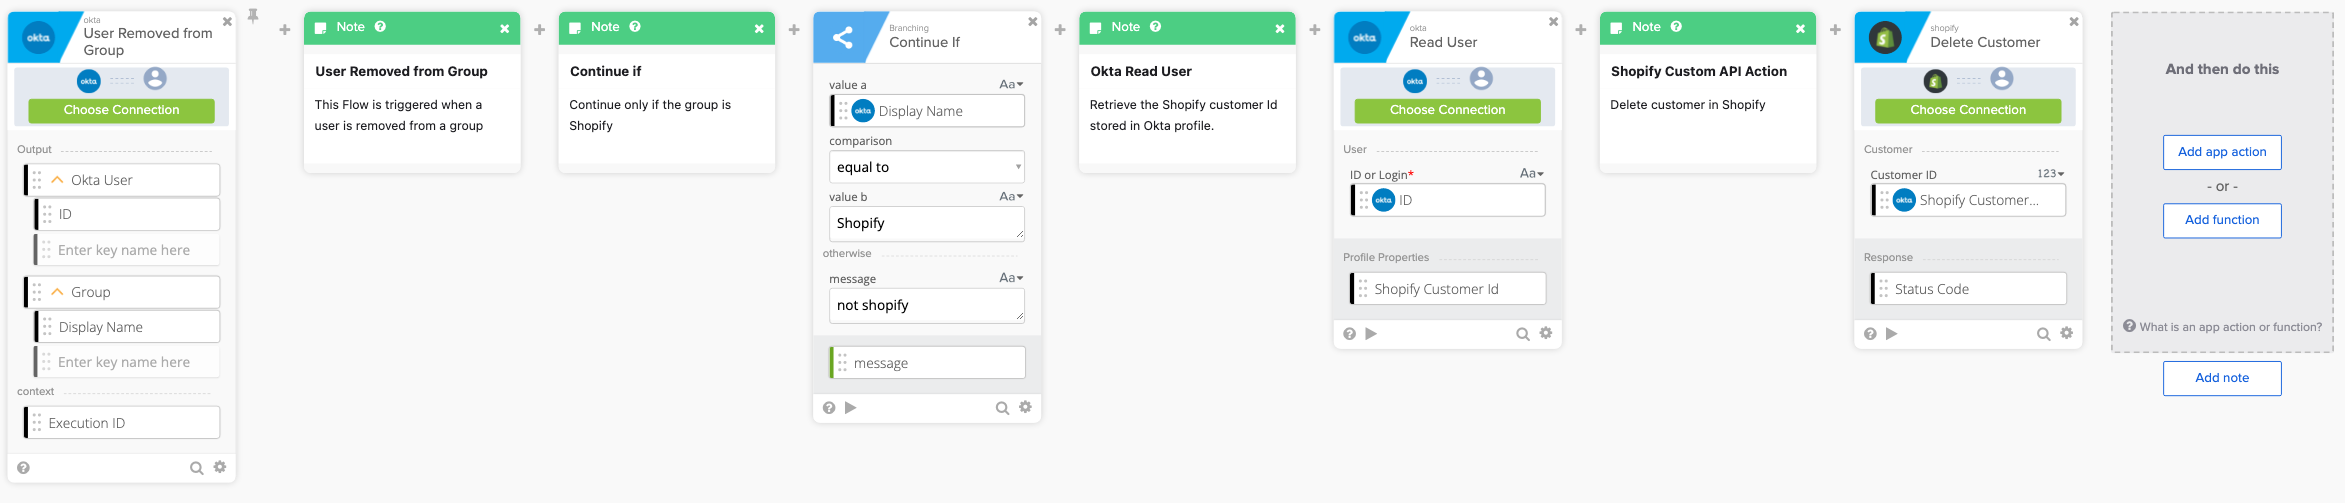 okta
okta
User Removed from
Group
okta
Choose Connection
Output
Okta User
ID
Enter key name here
Group
Display Name
Enter key name here
context
Execution ID
Note
User Removed from Group
This Flow is triggered when a
user is removed from a group
Note
Continue if
Continue only if the group is
Shopify
Branching
Continue If
value a
Aa
okta
Display Name
comparison
equal to
value b
Aa
Shopify
otherwise
message
Aa
not shopify
message
Note
Okta Read User
Retrieve the Shopify customer Id
stored in Okta profile.
okta
okta
Read User
okta
Choose Connection
User
ID or Login*
Aa
okta
ID
Profile Properties
Shopify Customer Id
Note
Shopify Custom API Action
Delete customer in Shopify
shopify
Delete Customer
Choose Connection
Customer
Customer ID
123
okta
Shopify Customer...
Response
Status Code
And then do this
Add app action
- or -
Add function
What is an app action or function?
Add note